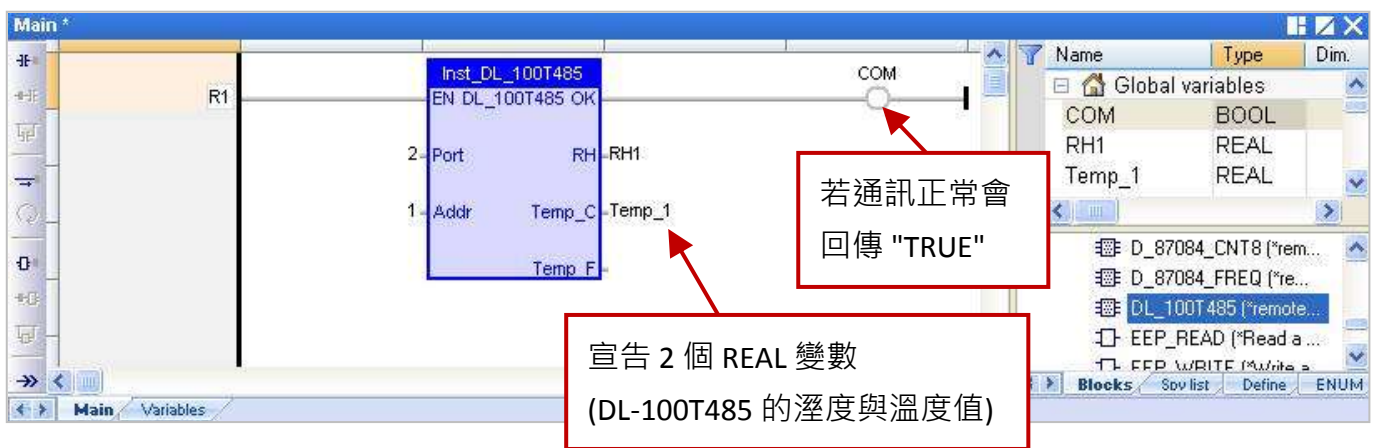 Main *
Name Type Dim.
Global variables
COM BOOL
RH1 REAL
Temp_1 REAL
R1
Inst_DL_100T485
EN DL_100T485 OK
COM
2 Port RH RH1
1 Addr Temp_C Temp_1
Temp_F
若通訊正常會
回傳 "TRUE"
宣告 2 個 REAL 變數
(DL-100T485 的溼度與溫度值)
D_87084_CNT8 (*rem...
D_87084_FREQ (*re...
DL_100T485 (*remote...
EEP_READ (*Read a ...
EEP_WRITE (*Write a
Blocks Spy list Define ENUM
Main Variables